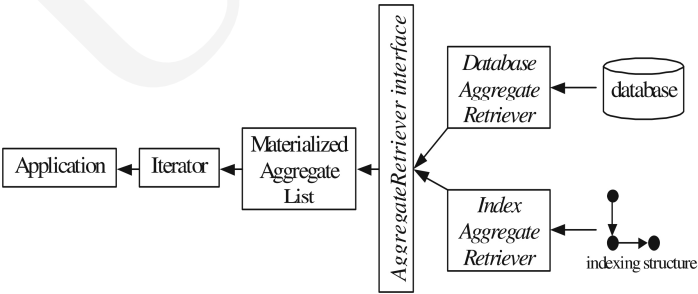 Application
Iterator
Materialized
Aggregate
List
AggregateRetriever interface
Database
Aggregate
Retriever
database
Index
Aggregate
Retriever
indexing structure